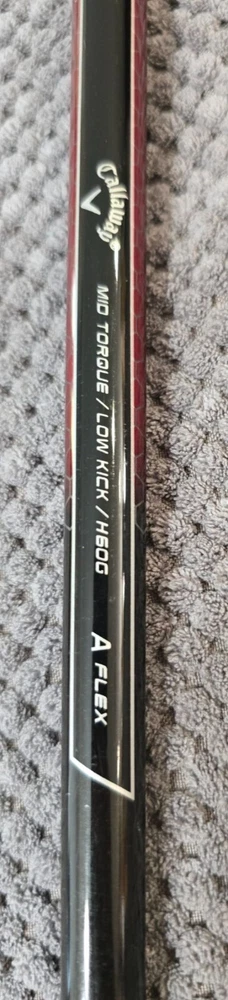 Callaway®
MID TORQUE / LOW KICK / H60G
A FLEX